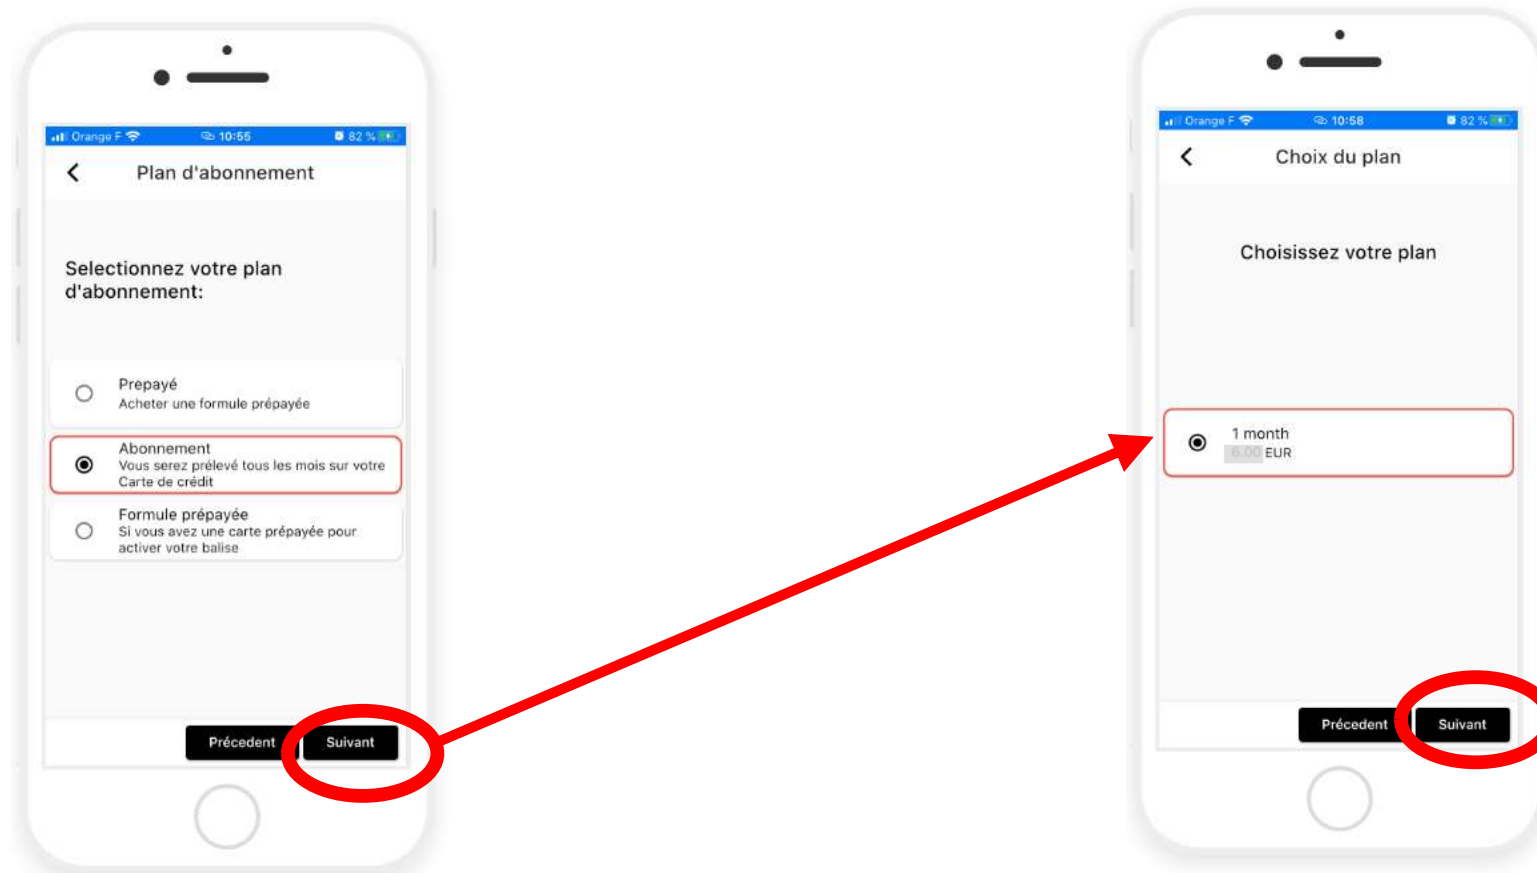 Orange F 10:55 82 %
Plan d'abonnement
Selectionnez votre plan
d'abonnement:
Prepayé
Acheter une formule prépayée
Abonnement
Vous serez prélevé tous les mois sur votre
Carte de crédit
Formule prépayée
Si vous avez une carte prépayée pour
activer votre balise
Précedent Suivant
Orange F 10:58 82 %
Choix du plan
Choisissez votre plan
1 month
6.00 EUR
Précedent Suivant